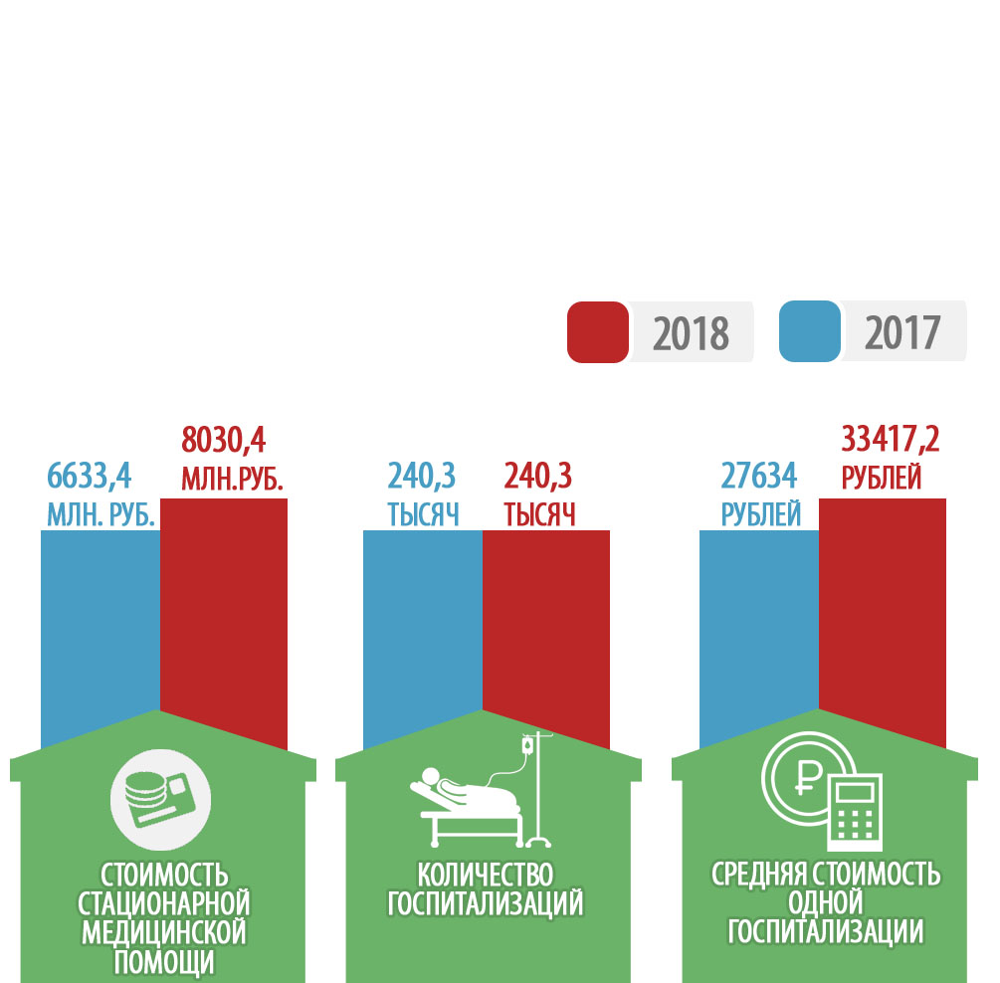 2018
2017
6633,4
МЛН. РУБ.
8030,4
МЛН.РУБ.
240,3
ТЫСЯЧ
240,3
ТЫСЯЧ
27634
РУБЛЕЙ
33417,2
РУБЛЕЙ
СТОИМОСТЬ
СТАЦИОНАРНОЙ
МЕДИЦИНСКОЙ
ПОМОЩИ
КОЛИЧЕСТВО
ГОСПИТАЛИЗАЦИЙ
СРЕДНЯЯ СТОИМОСТЬ
ОДНОЙ
ГОСПИТАЛИЗАЦИИ